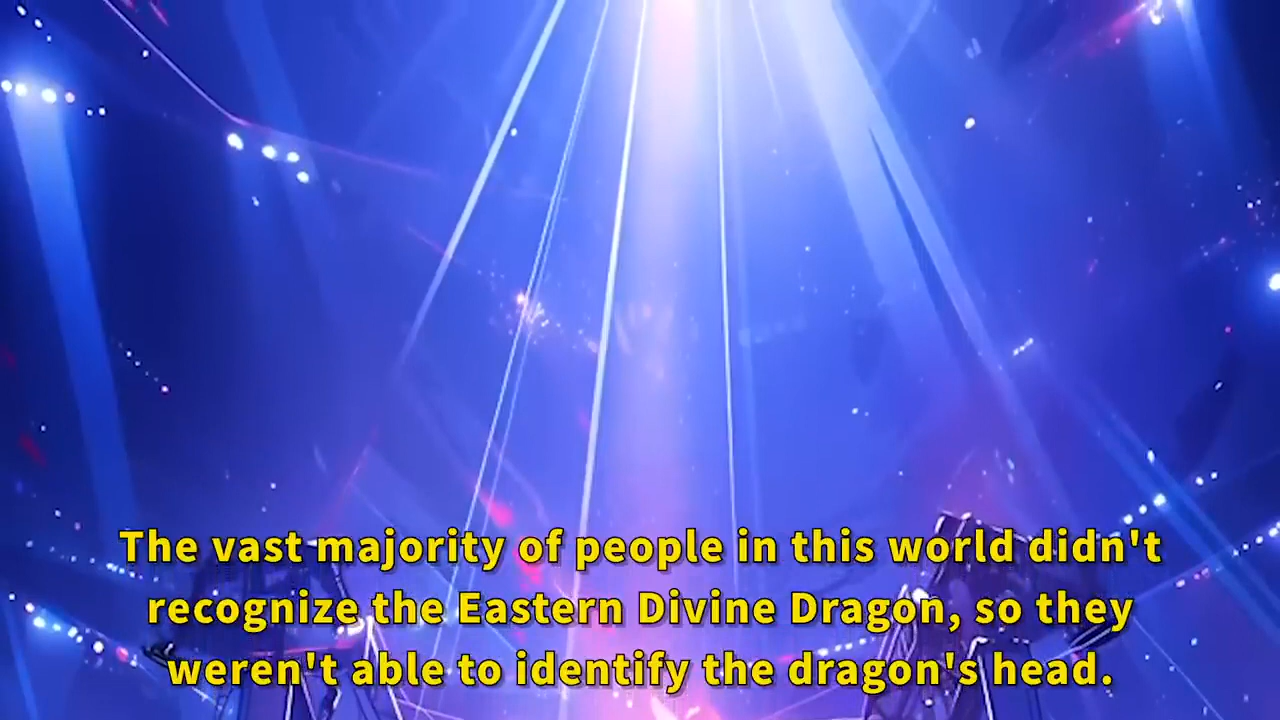 The vast majority of people in this world didn't
recognize the Eastern Divine Dragon, so they
weren't able to identify the dragon's head.